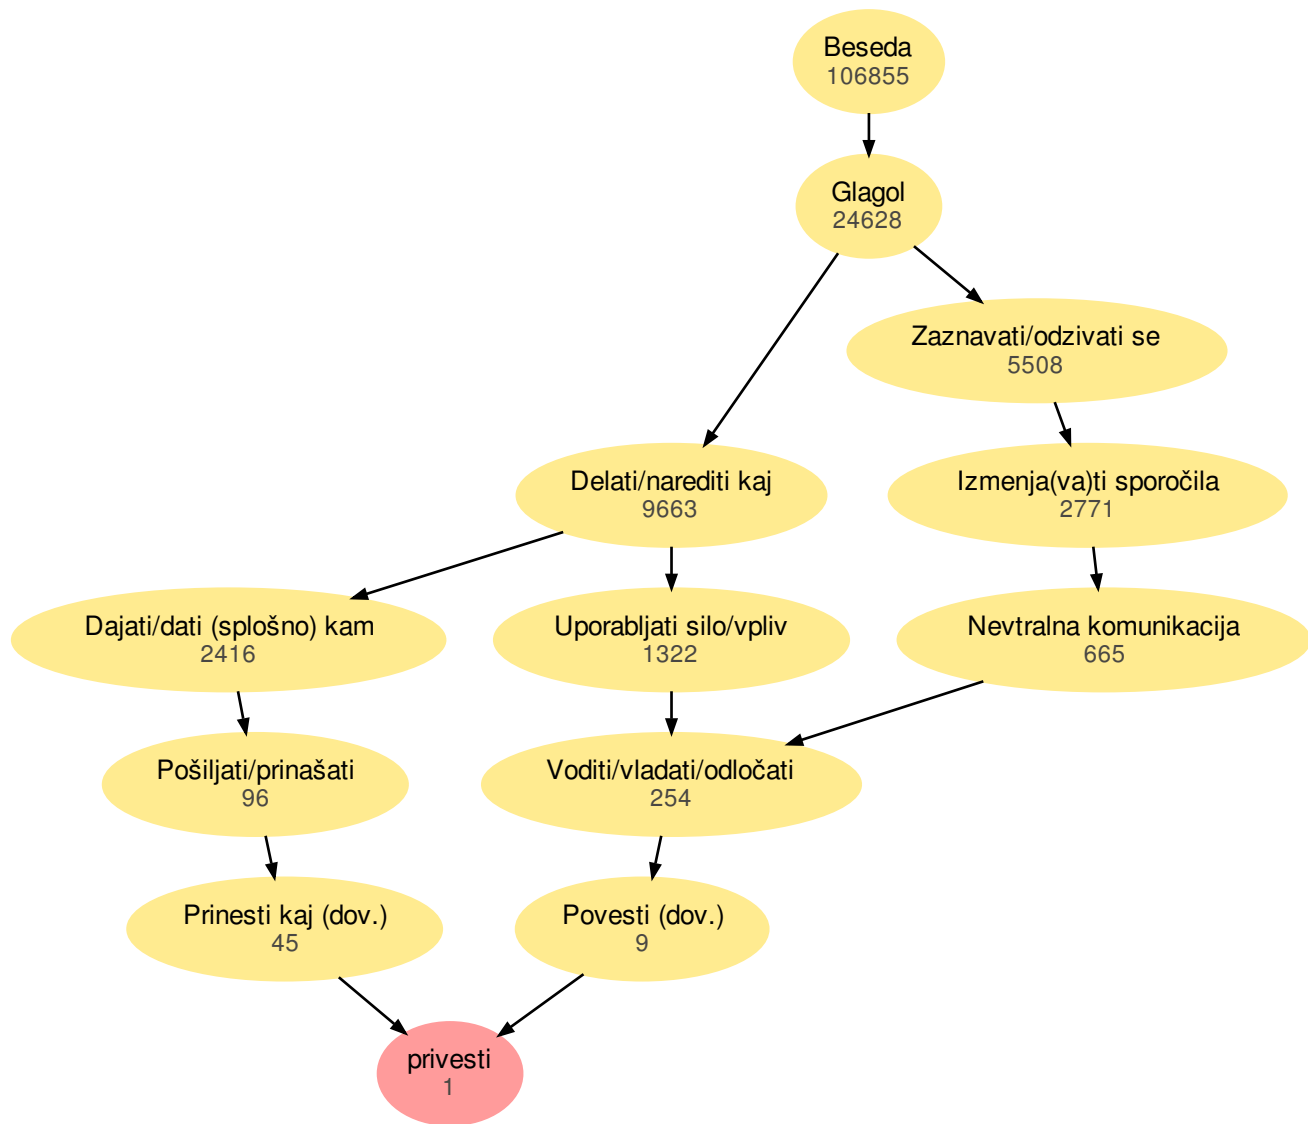 Beseda
106855
Glagol
24628
Zaznavati/odzivati se
5508
Delati/narediti kaj
9663
Izmenja(va)ti sporočila
2771
Dajati/dati (splošno) kam
2416
Uporabljati silo/vpliv
1322
Nevtralna komunikacija
665
Pošiljati/prinašati
96
Voditi/vladati/odločati
254
Prinesti kaj (dov.)
45
Povesti (dov.)
9
privesti
1